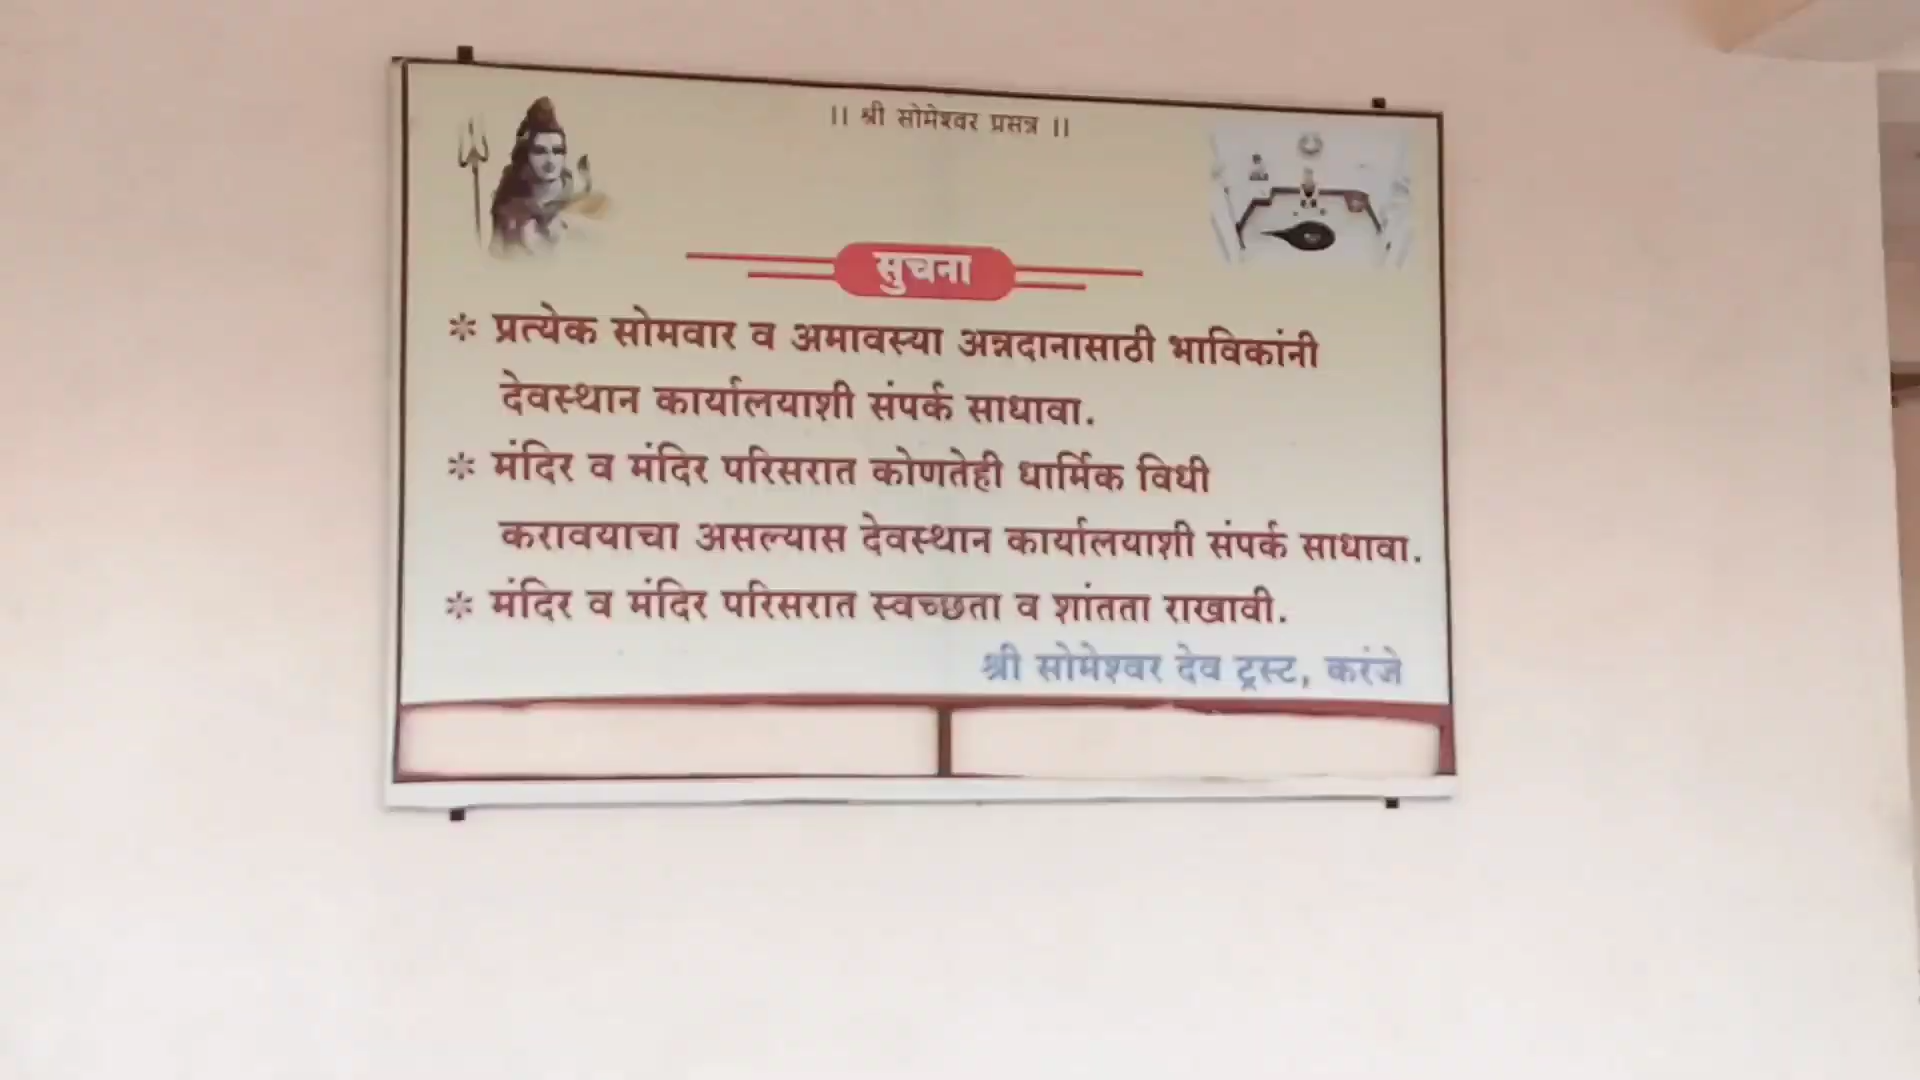 ।। श्री सोमेश्वर प्रसन्न ।।
सुचना
* प्रत्येक सोमवार व अमावस्या अन्नदानासाठी भाविकांनी
देवस्थान कार्यालयाशी संपर्क साधावा.
* मंदिर व मंदिर परिसरात कोणतेही धार्मिक विधी
करावयाचा असल्यास देवस्थान कार्यालयाशी संपर्क साधावा.
* मंदिर व मंदिर परिसरात स्वच्छता व शांतता राखावी.
श्री सोमेश्वर देव ट्रस्ट, करंजे